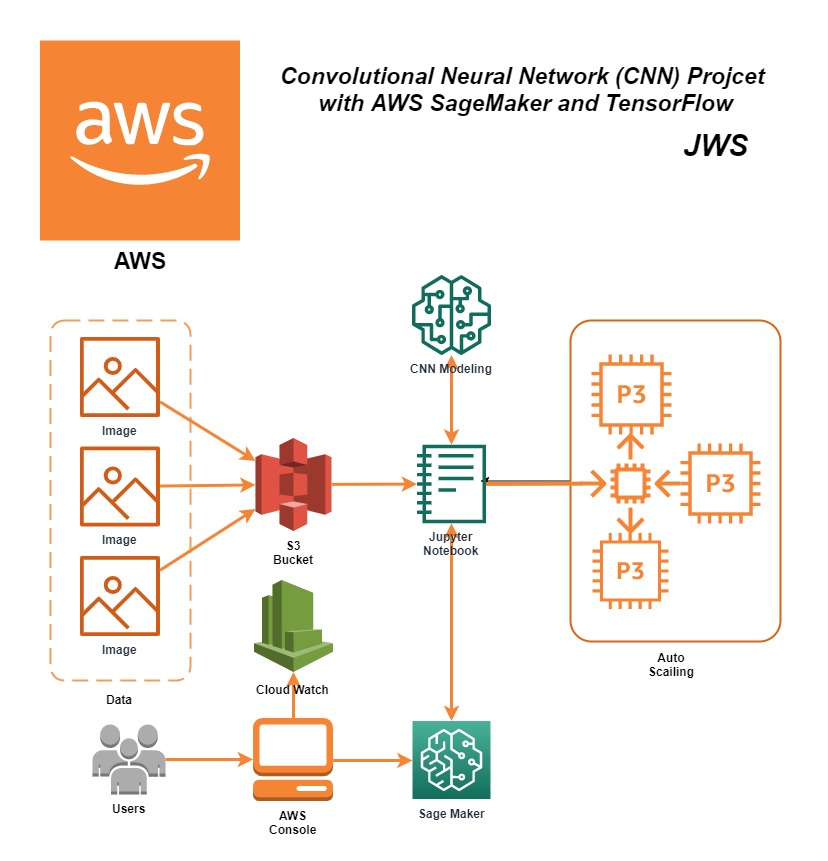 aws
AWS
Convolutional Neural Network (CNN) Projcet
with AWS SageMaker and TensorFlow
JWS
CNN Modeling
Image
Image
Image
Data
S3
Bucket
Jupyter
Notebook
P3
P3
P3
Auto
Scailing
Cloud Watch
Users
AWS
Console
Sage Maker